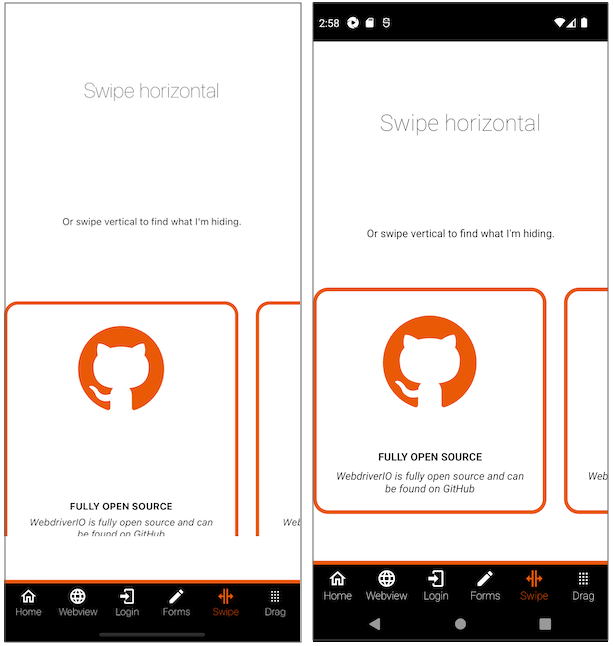 Swipe horizontal
Or swipe vertical to find what I'm hiding.
FULLY OPEN SOURCE
WebdriverIO is fully open source and can
be found on GitHub
Wel
Home
Webview
Login
Forms
Swipe
Drag
2:58
Swipe horizontal
Or swipe vertical to find what I'm hiding.
FULLY OPEN SOURCE
WebdriverIO is fully open source and can
be found on GitHub
Web
Home
Webview
Login
Forms
Swipe
Drag